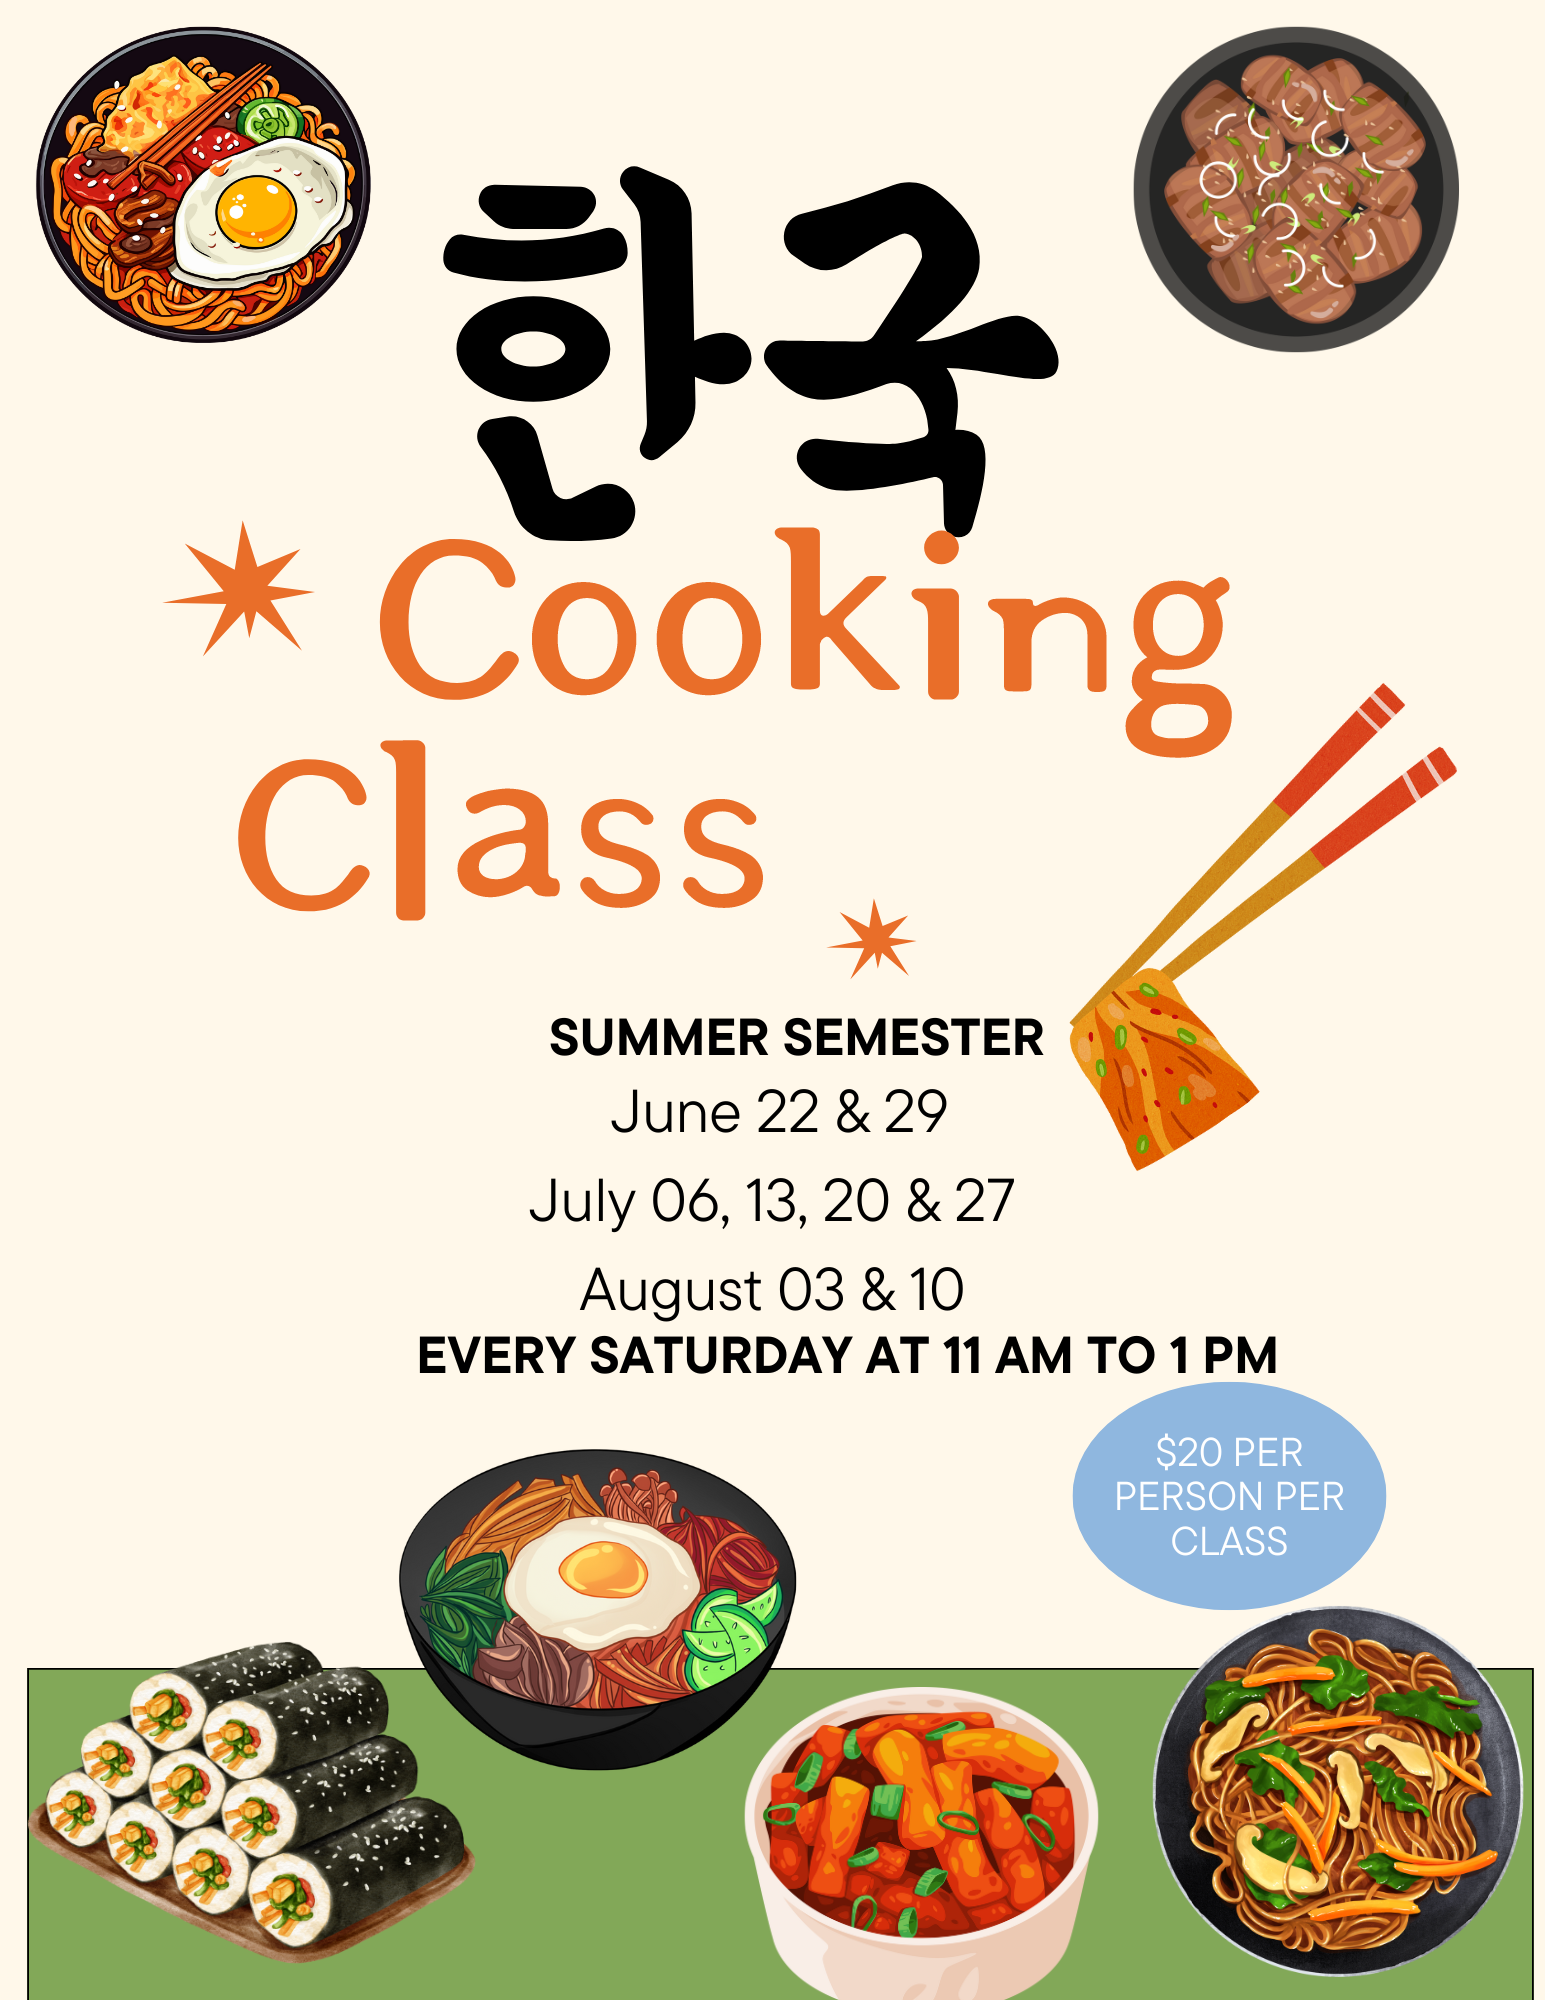 한국
Cooking
Class
SUMMER SEMESTER
June 22 & 29
July 06, 13, 20 & 27
August 03 & 10
EVERY SATURDAY AT 11 AM TO 1 PM
$20 PER
PERSON PER
CLASS